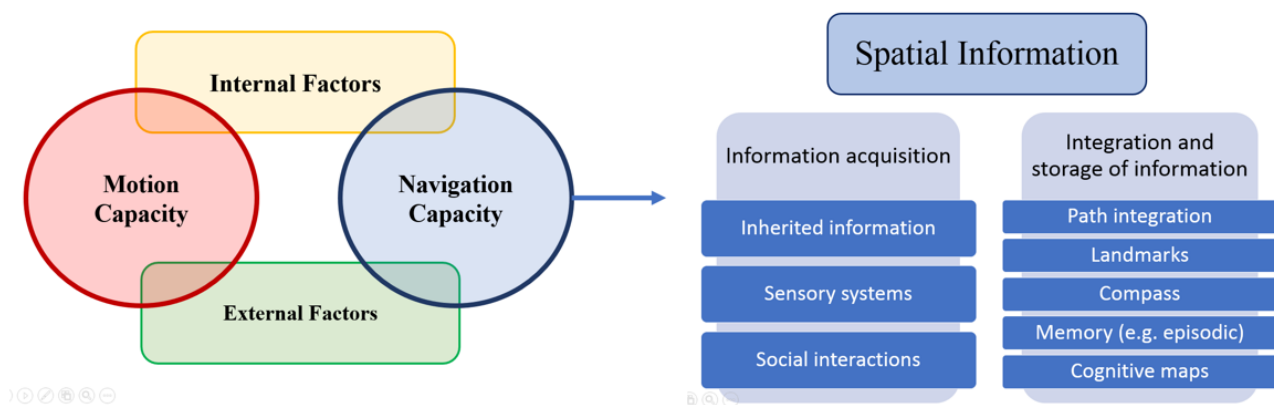 Internal Factors
Motion
Capacity
Navigation
Capacity
External Factors
Spatial Information
Information acquisition
Inherited information
Sensory systems
Social interactions
Integration and
storage of information
Path integration
Landmarks
Compass
Memory (e.g. episodic)
Cognitive maps